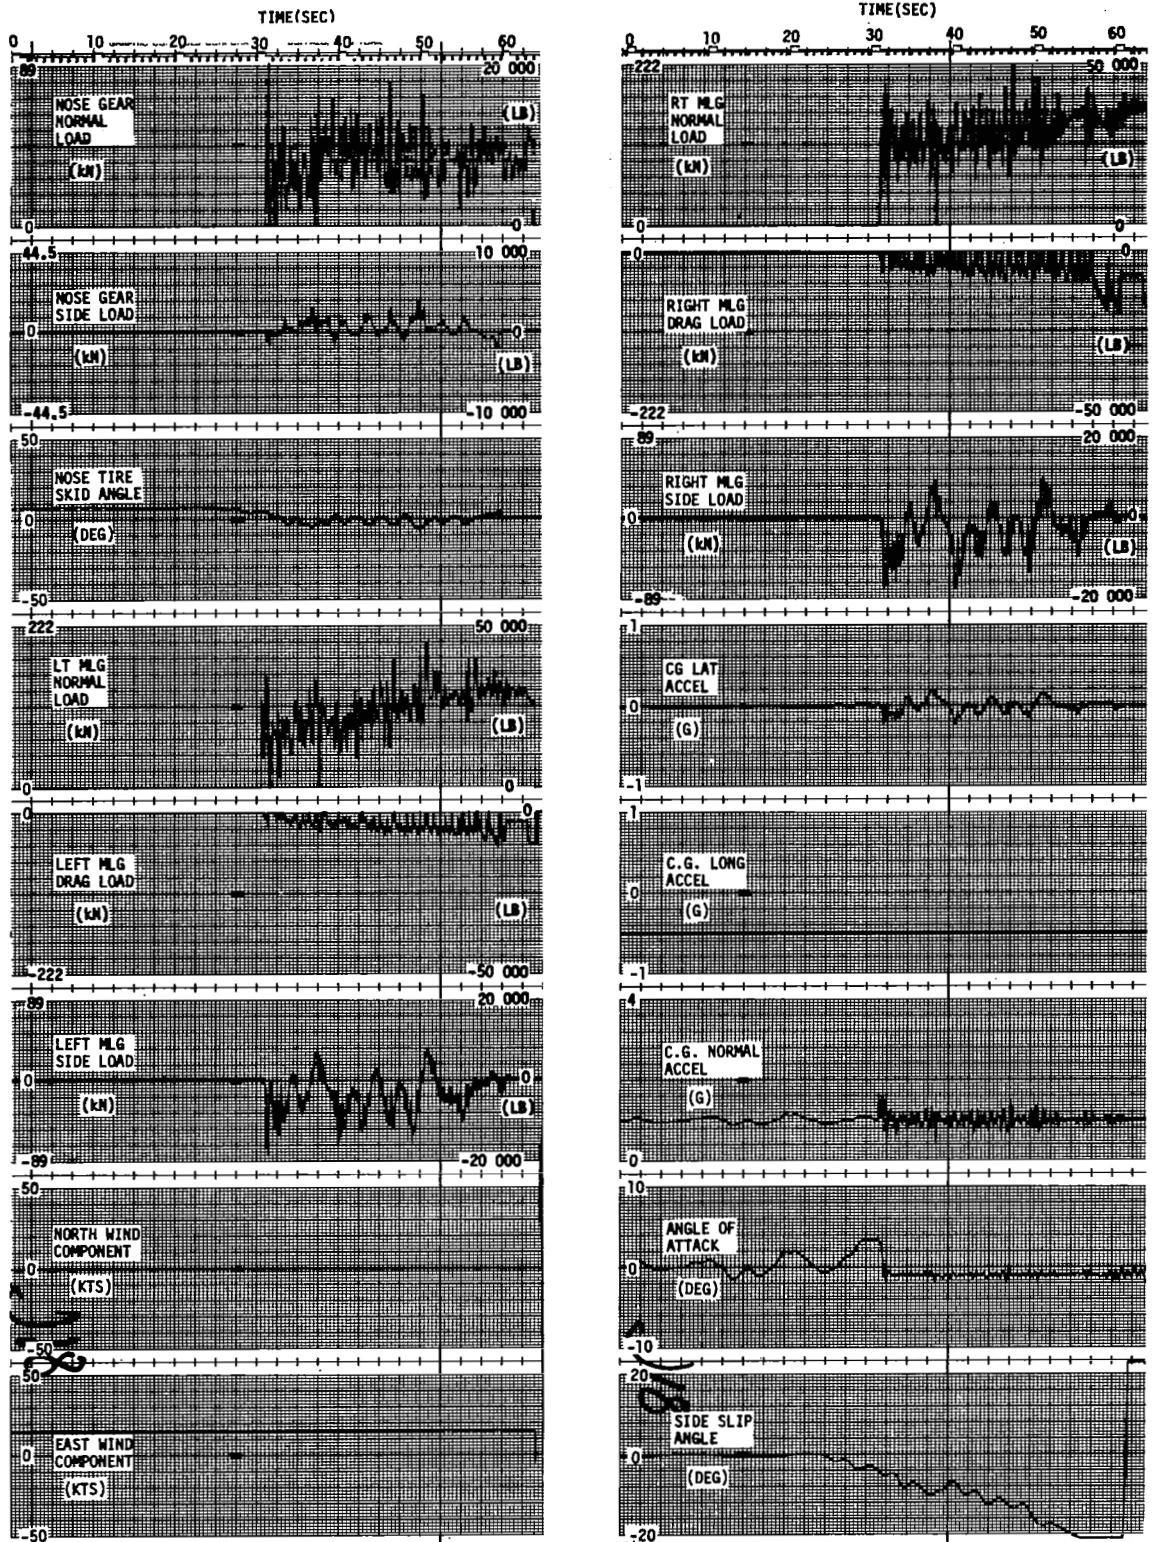 TIME(SEC)
0 10 20 30 40 50 60
89 20 000
NOSE GEAR
NORMAL
LOAD
(LB)
(kN)
0 0
44.5 10 000
NOSE GEAR
SIDE LOAD
0 0
(kN) (LB)
-44.5 -10 000
50
NOSE TIRE
SKID ANGLE
0
(DEG)
-50
222 50 000
LT MLG
NORMAL
LOAD
(kN) (LB)
0 0
0 0
LEFT MLG
DRAG LOAD
(kN) (LB)
-222 -50 000
89 20 000
LEFT MLG
SIDE LOAD
0 0
(kN) (LB)
-89 -20 000
50
NORTH WIND
COMPONENT
0
(KTS)
-50
50
EAST WIND
COMPONENT
0
(KTS)
-50
TIME(SEC)
0 10 20 30 40 50 60
222 50 000
RT MLG
NORMAL
LOAD
(kN) (LB)
0 0
0 0
RIGHT MLG
DRAG LOAD
(kN) (LB)
-222 -50 000
89 20 000
RIGHT MLG
SIDE LOAD
0 0
(kN) (LB)
-89 -20 000
1
CG LAT
ACCEL
0
(G)
-1
1
C.G. LONG
ACCEL
0
(G)
-1
4
C.G. NORMAL
ACCEL
(G)
0
10
ANGLE OF
ATTACK
0
(DEG)
-10
20
SIDE SLIP
ANGLE
0
(DEG)
-20